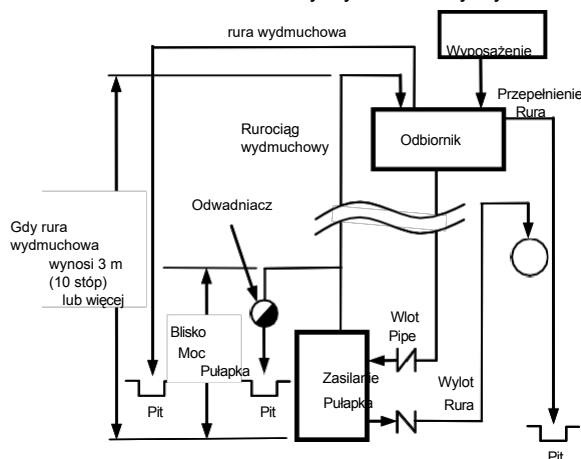 rura wydmuchowa
Wyposażenie
Przepełnienie
Rura
Odbiornik
Rurociąg
wydmuchowy
Odwadniacz
Gdy rura
wydmuchowa
wynosi 3 m
(10 stóp)
lub więcej
Wlot
Pipe
Blisko
Moc
Pułapka
Zasilanie
Pułapka
Wylot
Rura
Pit
Pit
Pit